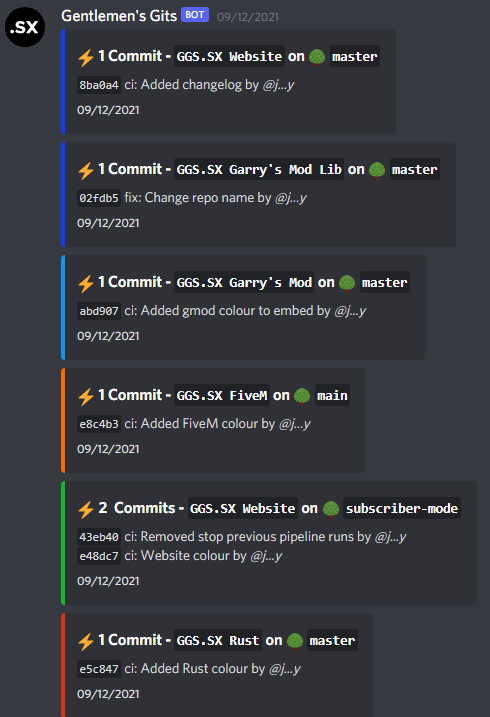 .SX
Gentlemen's Gits BOT 09/12/2021
1 Commit - GGS.SX Website on master
8ba0a4 ci: Added changelog by @j...y
09/12/2021
1 Commit - GGS.SX Garry's Mod Lib on master
02fdb5 fix: Change repo name by @j...y
09/12/2021
1 Commit - GGS.SX Garry's Mod on master
abd907 ci: Added gmod colour to embed by @j...y
09/12/2021
1 Commit - GGS.SX FiveM on main
e8c4b3 ci: Added FiveM colour by @j...y
09/12/2021
2 Commits - GGS.SX Website on subscriber-mode
43eb40 ci: Removed stop previous pipeline runs by @j...y
e48dc7 ci: Website colour by @j...y
09/12/2021
1 Commit - GGS.SX Rust on master
e5c847 ci: Added Rust colour by @j...y
09/12/2021